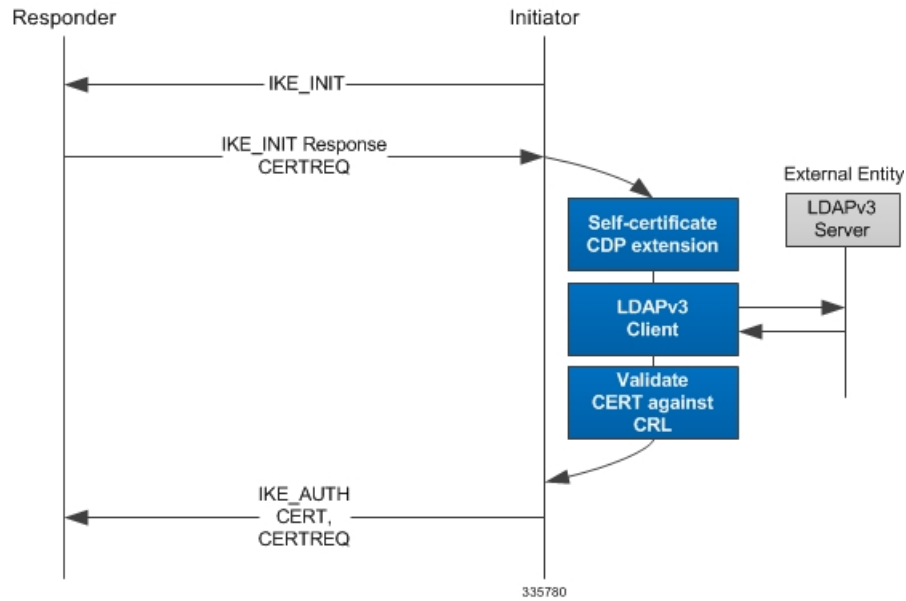 Responder
Initiator
IKE_INIT
IKE_INIT Response
CERTREQ
External Entity
LDAPv3
Server
Self-certificate
CDP extension
LDAPv3
Client
Validate
CERT against
CRL
IKE_AUTH
CERT,
CERTREQ
335780